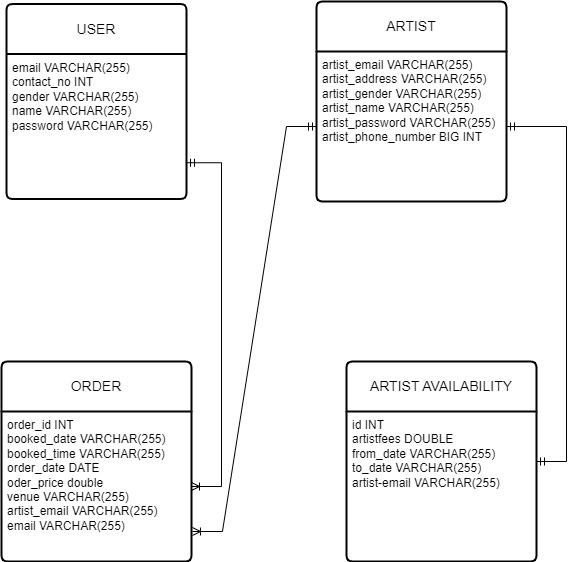 USER
email VARCHAR(255)
contact_no INT
gender VARCHAR(255)
name VARCHAR(255)
password VARCHAR(255)
ARTIST
artist_email VARCHAR(255)
artist_address VARCHAR(255)
artist_gender VARCHAR(255)
artist_name VARCHAR(255)
artist_password VARCHAR(255)
artist_phone_number BIG INT
ORDER
order_id INT
booked_date VARCHAR(255)
booked_time VARCHAR(255)
order_date DATE
oder_price double
venue VARCHAR(255)
artist_email VARCHAR(255)
email VARCHAR(255)
ARTIST AVAILABILITY
id INT
artistfees DOUBLE
from_date VARCHAR(255)
to_date VARCHAR(255)
artist-email VARCHAR(255)